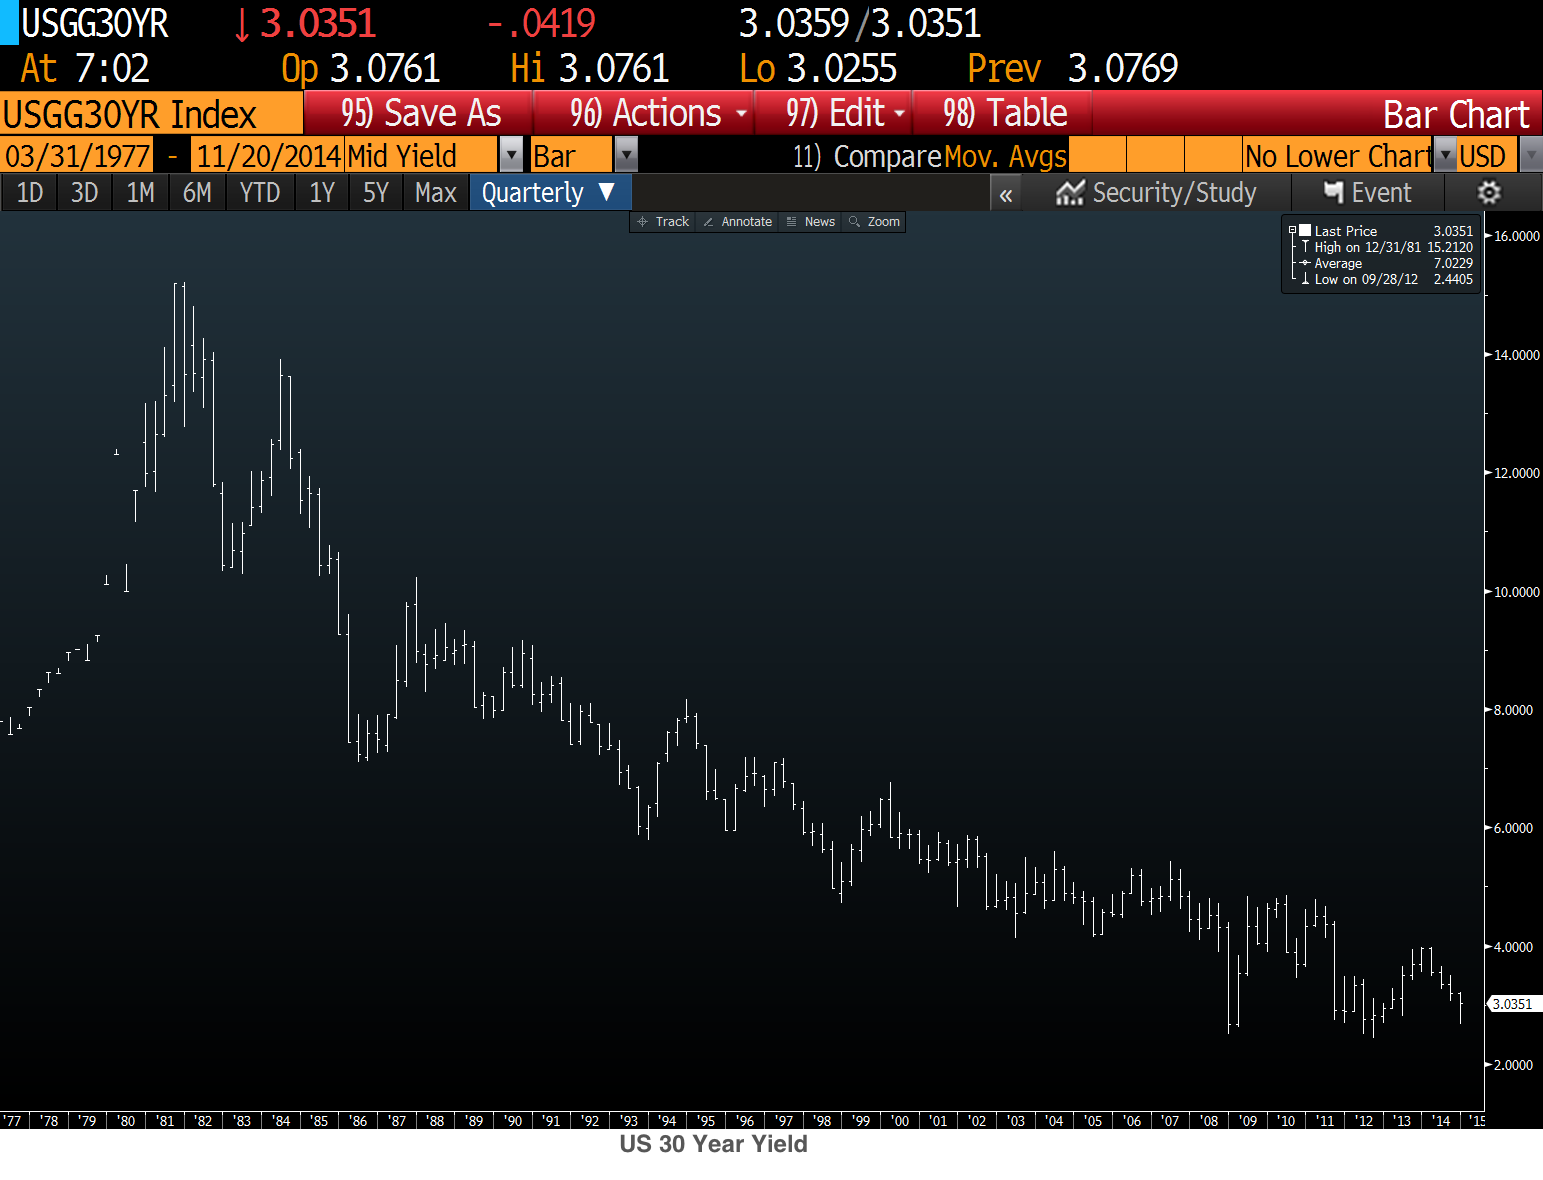 USGG30YR ↓ 3.0351 -.0419 3.0359/3.0351
At 7:02 Op 3.0761 Hi 3.0761 Lo 3.0255 Prev 3.0769
USGG30YR Index 95) Save As 96) Actions 97) Edit 98) Table Bar Chart
03/31/1977 - 11/20/2014 Mid Yield Bar 11) Compare Mov. Avgs No Lower Chart USD
1D 3D 1M 6M YTD 1Y 5Y Max Quarterly ▼ « Security/Study Event
Track Annotate News Zoom
Last Price 3.0351
High on 12/31/81 15.2120
Average 7.0229
Low on 09/28/12 2.4405
16.0000
14.0000
12.0000
10.0000
8.0000
6.0000
4.0000
3.0351
2.0000
'77 '78 '79 '80 '81 '82 '83 '84 '85 '86 '87 '88 '89 '90 '91 '92 '93 '94 '95 '96 '97 '98 '99 '00 '01 '02 '03 '04 '05 '06 '07 '08 '09 '10 '11 '12 '13 '14 '15
US 30 Year Yield